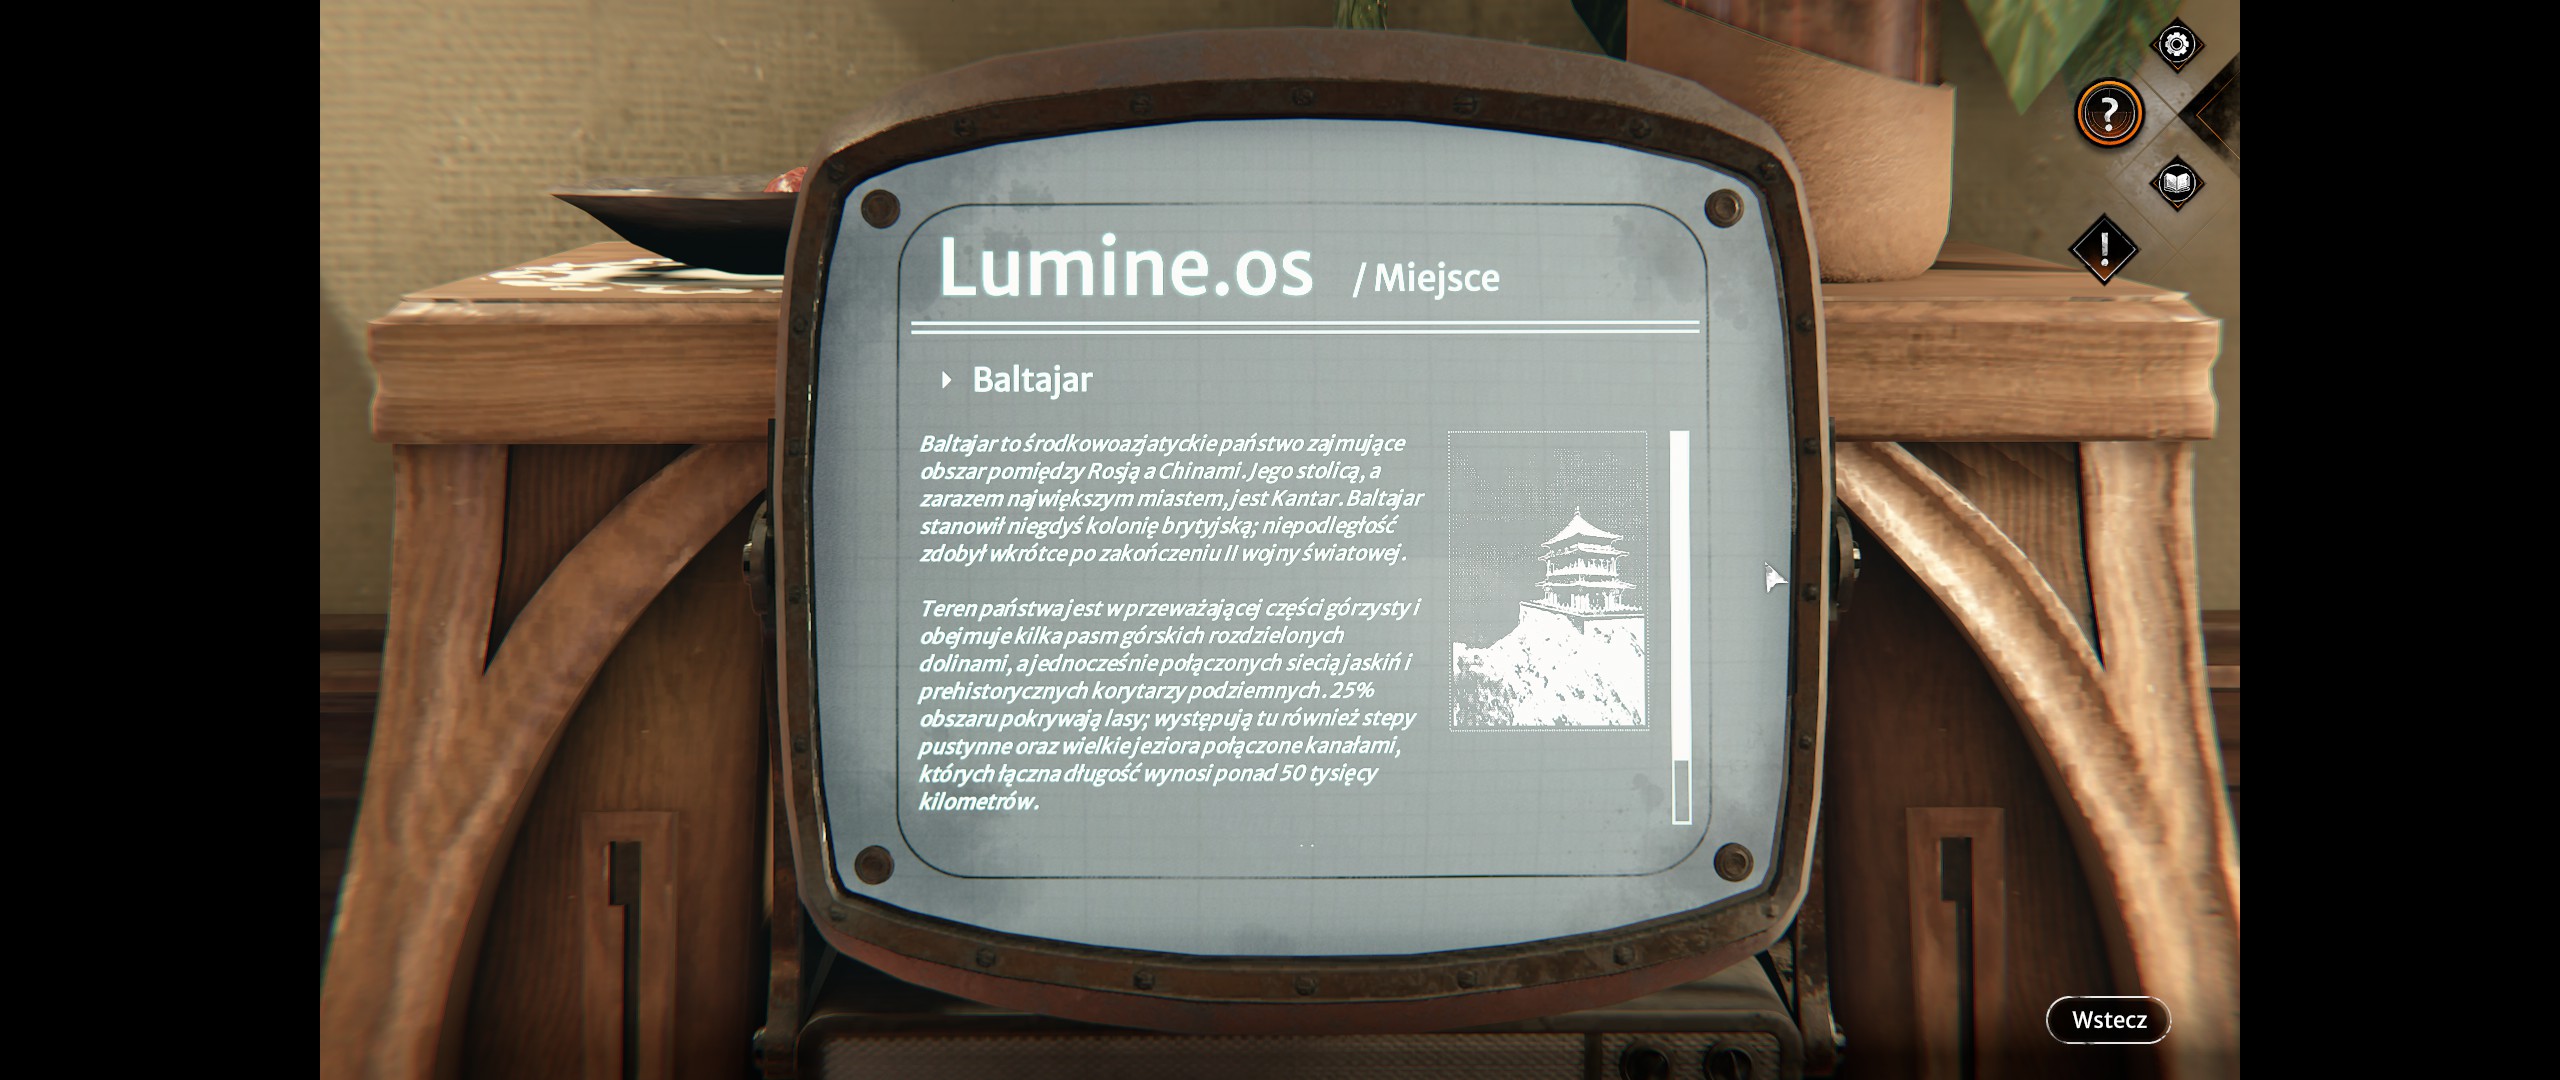 Lumine.os / Miejsce
Baltajar
Baltajar to środkowoazjatyckie państwo zajmujące
obszar pomiędzy Rosją a Chinami. Jego stolicą, a
zarazem największym miastem, jest Kantar. Baltajar
stanowił niegdyś kolonię brytyjską; niepodległość
zdobył wkrótce po zakończeniu II wojny światowej.
Teren państwa jest w przeważającej części górzysty i
obejmuje kilka pasm górskich rozdzielonych
dolinami, a jednocześnie połączonych siecią jaskiń i
prehistorycznych korytarzy podziemnych. 25%
obszaru pokrywają lasy; występują tu również stepy
pustynne oraz wielkie jeziora połączone kanałami,
których łączna długość wynosi ponad 50 tysięcy
kilometrów.
?
!
Wstecz